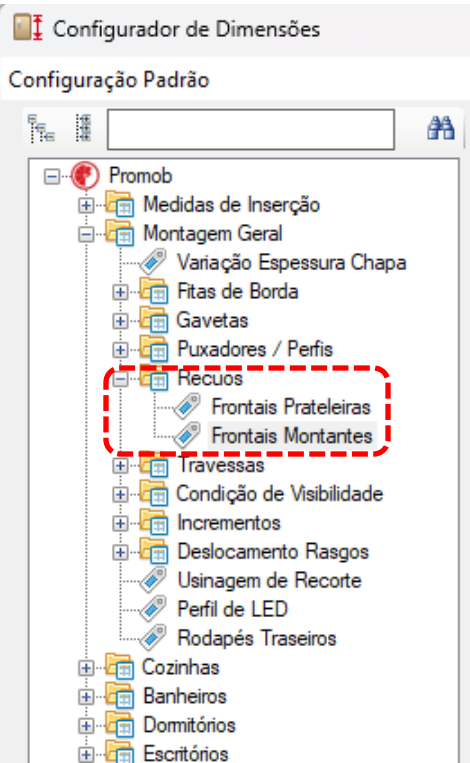 Configurador de Dimensões
Configuração Padrão
Promob
Medidas de Inserção
Montagem Geral
Variação Espessura Chapa
Fitas de Borda
Gavetas
Puxadores / Perfis
Recuos
Frontais Prateleiras
Frontais Montantes
Travessas
Condição de Visibilidade
Incrementos
Deslocamento Rasgos
Usinagem de Recorte
Perfil de LED
Rodapés Traseiros
Cozinhas
Banheiros
Dormitórios
Escritórios